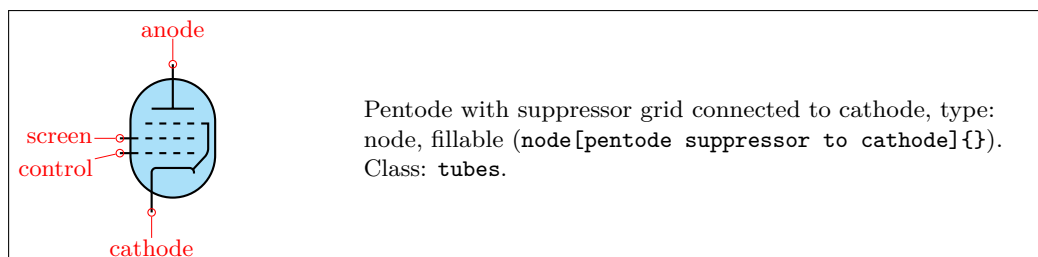 anode
screen
control
cathode
Pentode with suppressor grid connected to cathode, type:
node, fillable (node[pentode suppressor to cathode]{}).
Class: tubes.